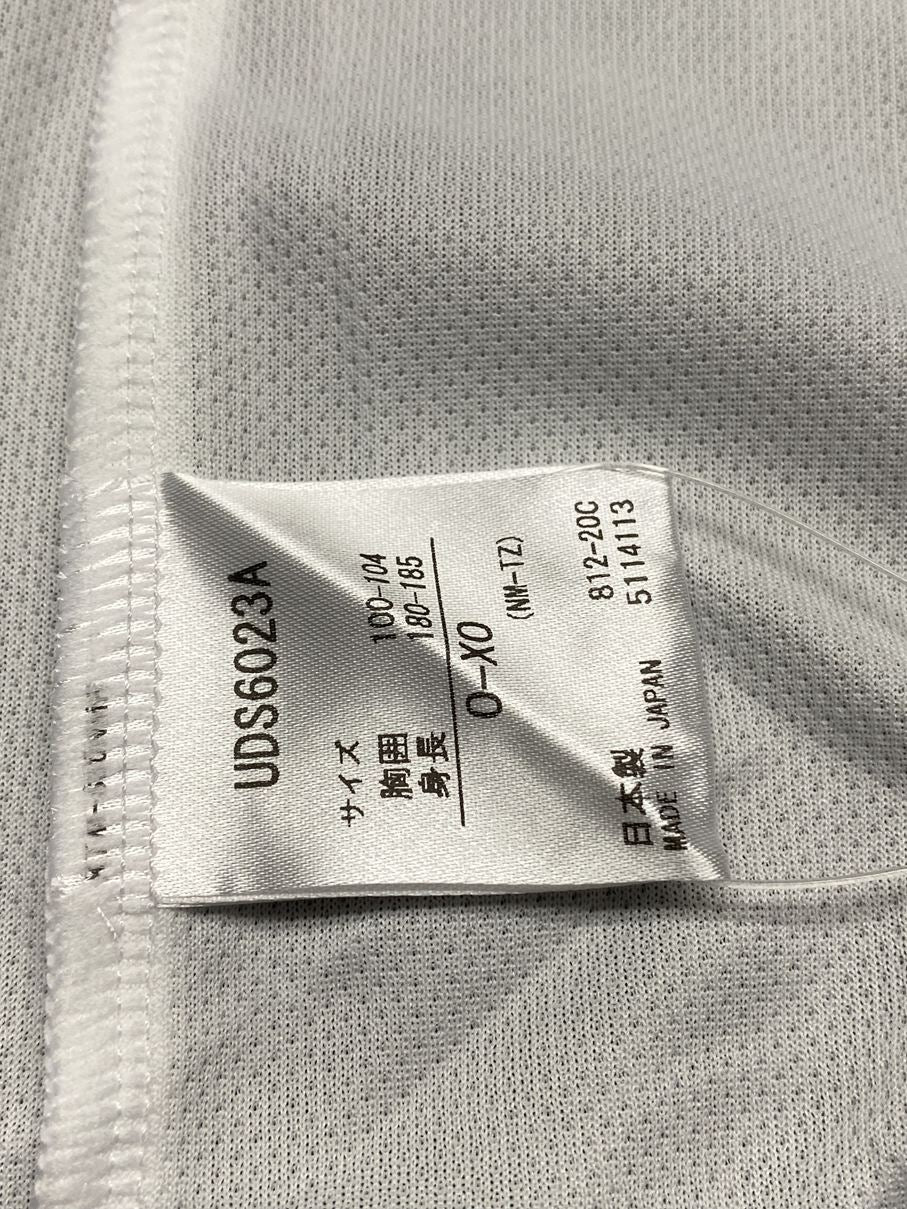 UDS6023A
サイズ
胸囲 100-104
身長 180-185
O-XO
(NM-TZ)
812-20C
日本製 5114113
MADE IN JAPAN